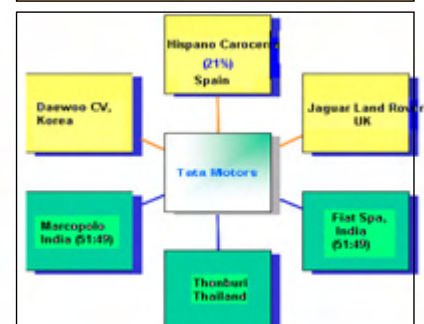 Hispano Carocera
(21%)
Spain
Daewoo CV,
Korea
Jaguar Land Rover
UK
Tata Motors
Marcopolo
India (51:49)
Fiat Spa,
India
(51:49)
Thonburi
Thailand